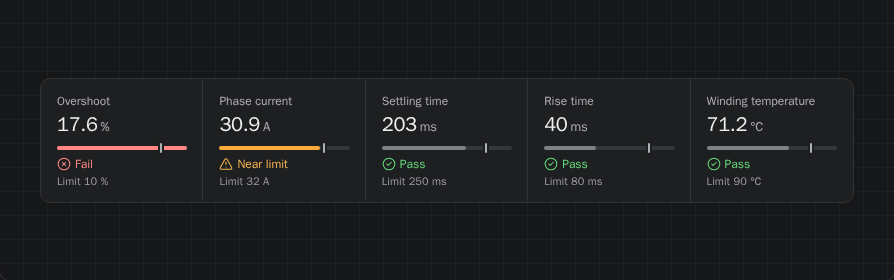 Overshoot
17.6 %
Fail
Limit 10 %
Phase current
30.9 A
Near limit
Limit 32 A
Settling time
203 ms
Pass
Limit 250 ms
Rise time
40 ms
Pass
Limit 80 ms
Winding temperature
71.2 °C
Pass
Limit 90 °C